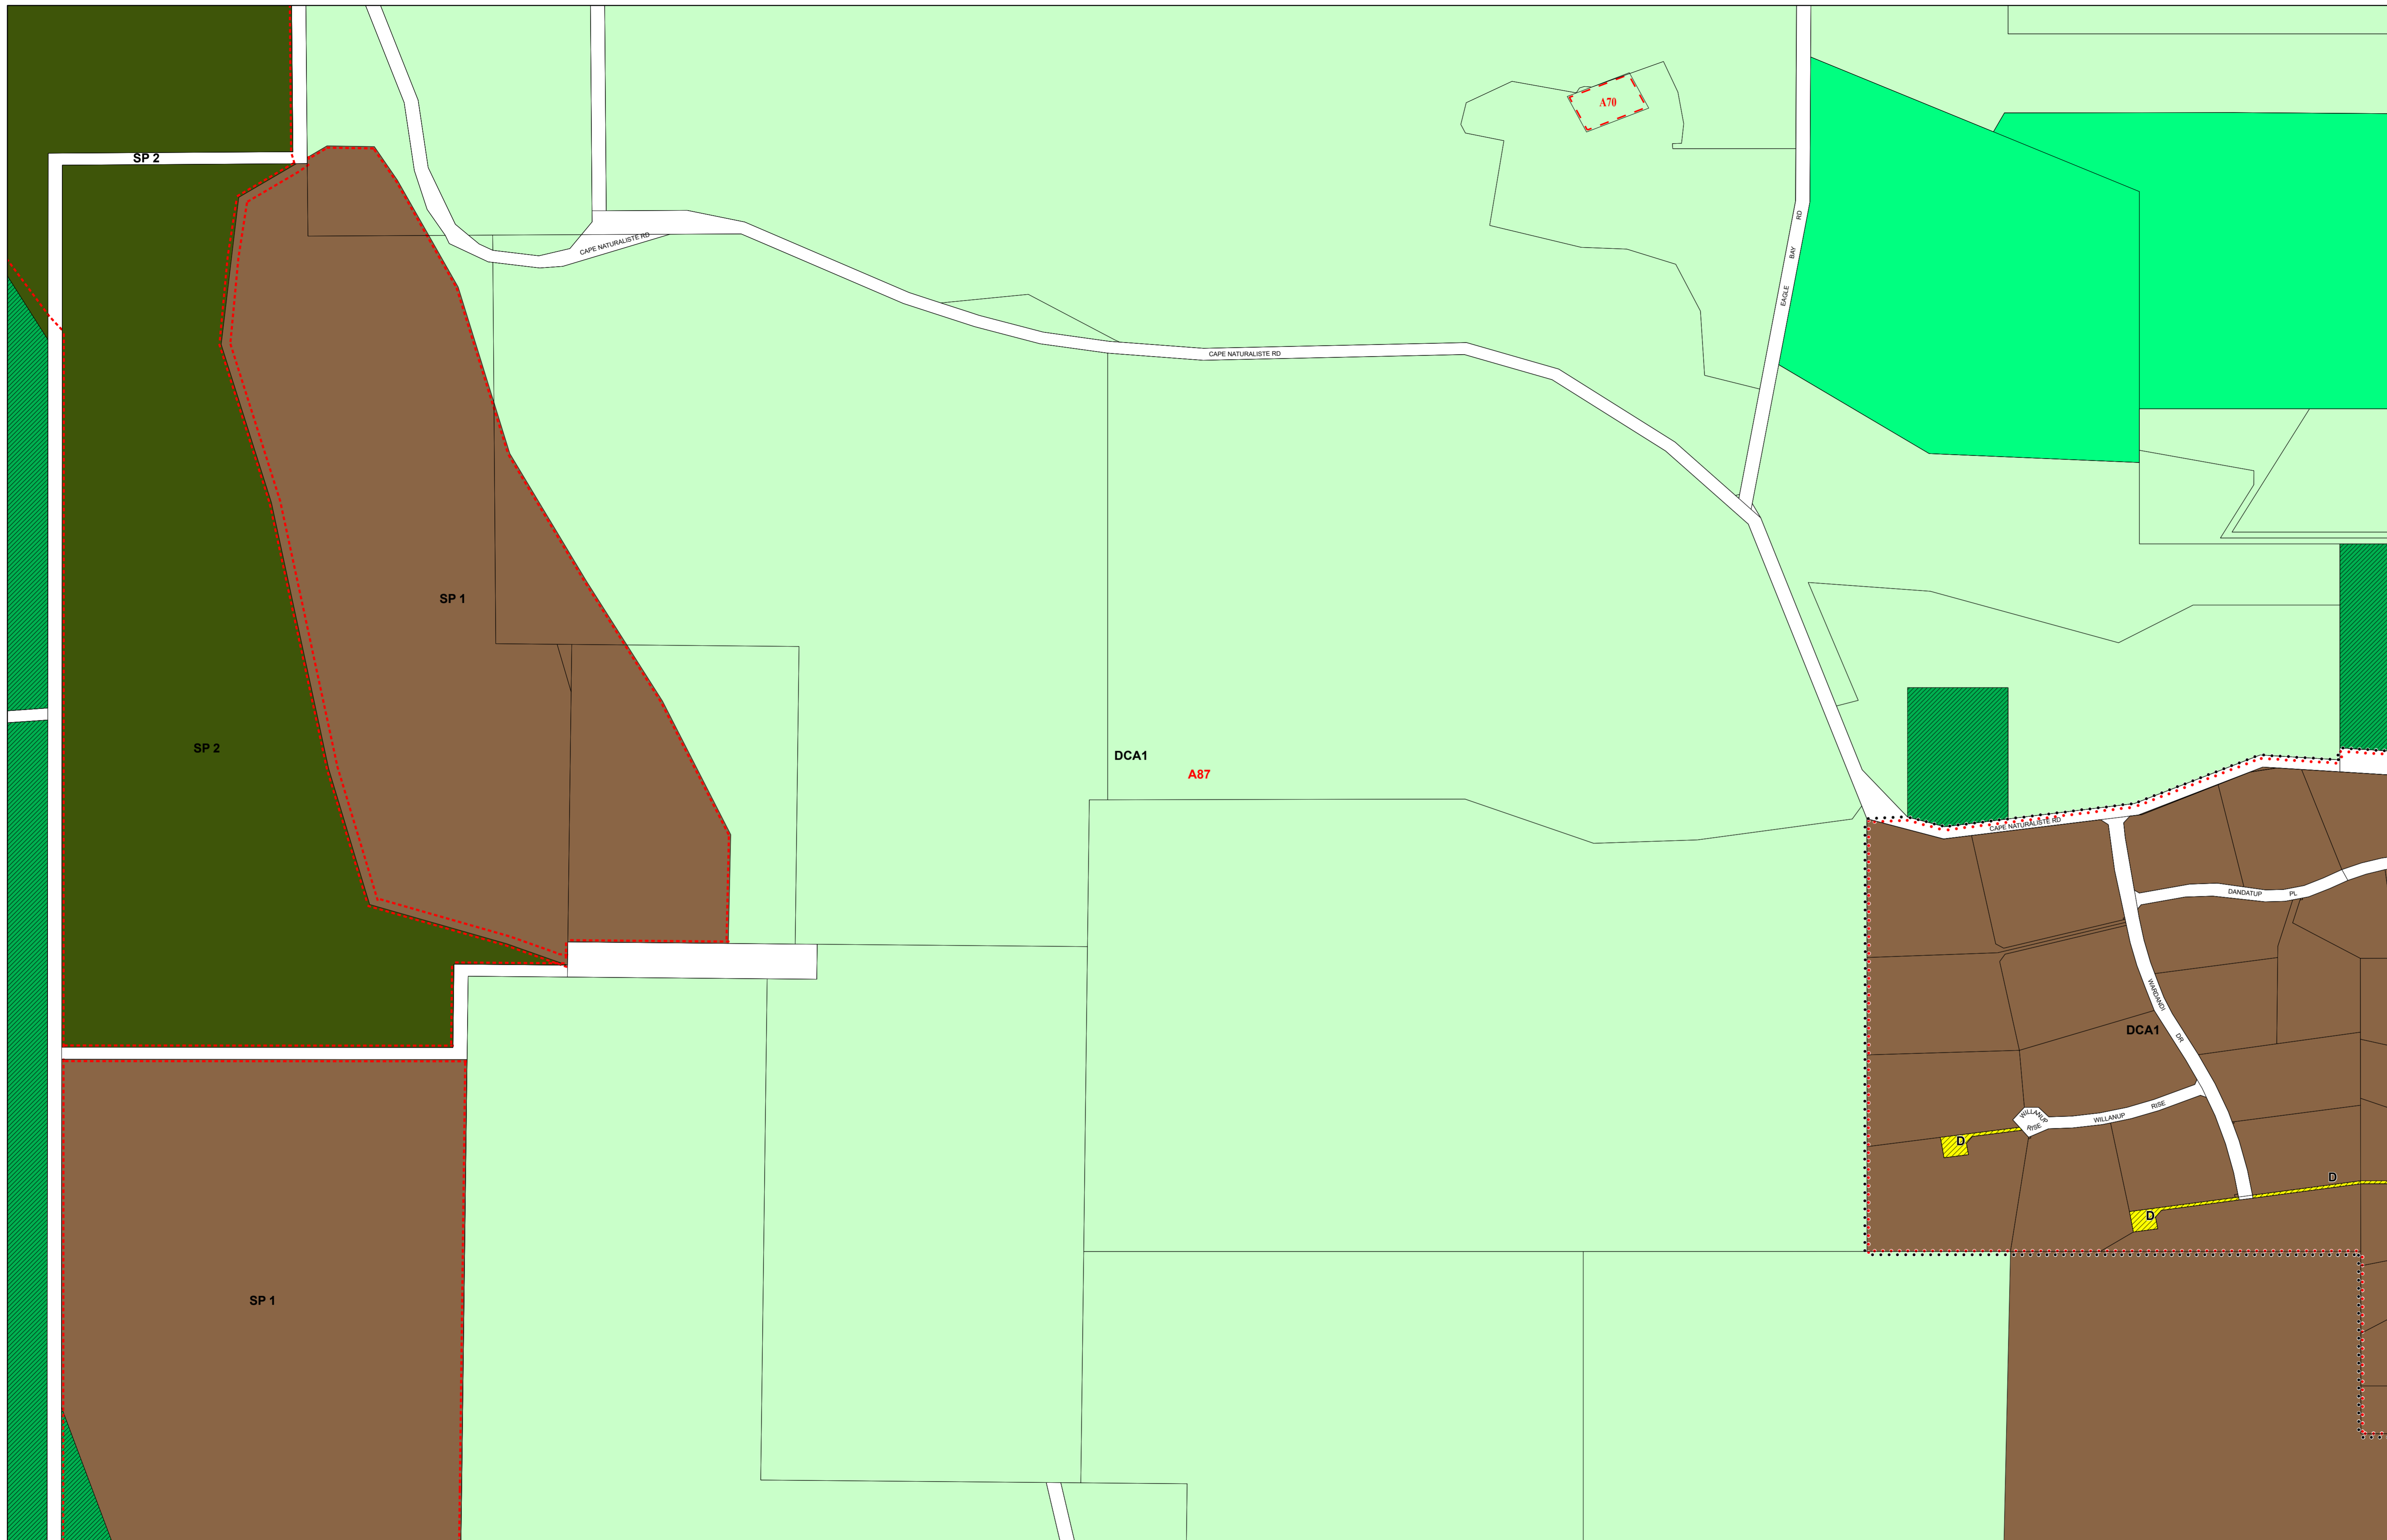 A70
SP 2
RD
CAPE NATURALISTE RD
BAY
EAGLE
CAPE NATURALISTE RD
SP 1
SP 2
DCA1
A87
CAPE NATURALISTE RD
DANDATUP PL
WARDANDI
DCA1
DR
WILLANUP
RISE
WILLANUP RISE
D
D
D
SP 1